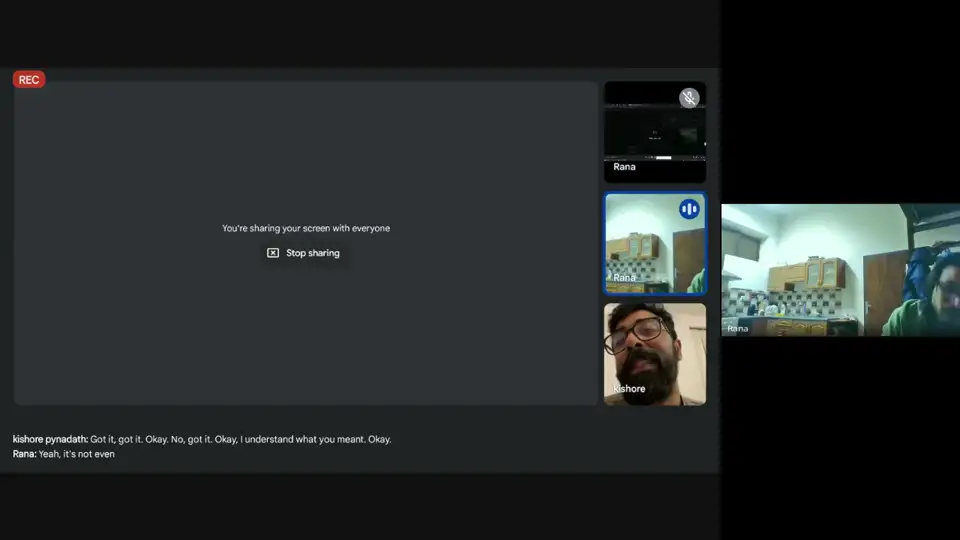 REC
You're sharing your screen with everyone
Stop sharing
Rana
Rana
kishore
Rana
kishore pynadath: Got it, got it. Okay. No, got it. Okay, I understand what you meant. Okay.
Rana: Yeah, it's not even